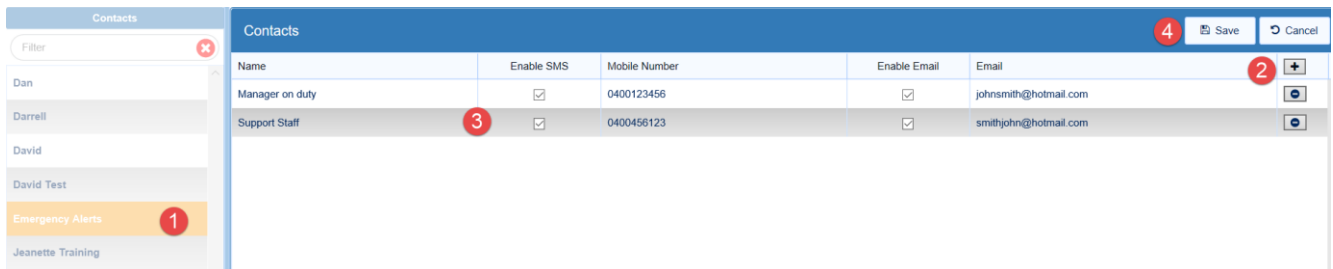 Contacts
Filter
Dan
Darrell
David
David Test
Emergency Alerts 1
Jeanette Training
Contacts 4 Save Cancel
Name Enable SMS Mobile Number Enable Email Email 2
Manager on duty 0400123456 johnsmith@hotmail.com
Support Staff 3 0400456123 smithjohn@hotmail.com